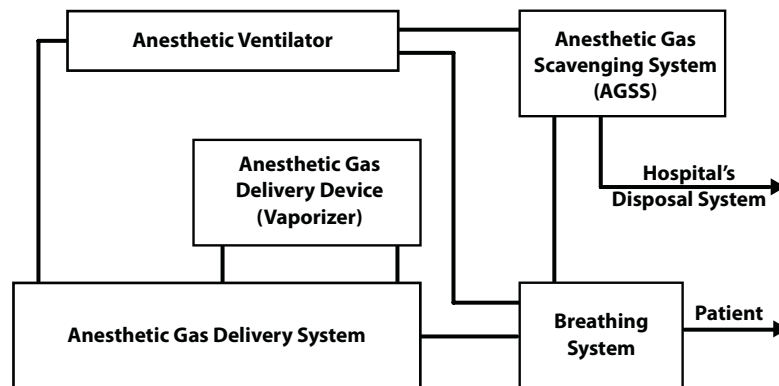 Anesthetic Ventilator
Anesthetic Gas
Scavenging System
(AGSS)
Anesthetic Gas
Delivery Device
(Vaporizer)
Hospital's
Disposal System
Anesthetic Gas Delivery System
Breathing
System
Patient